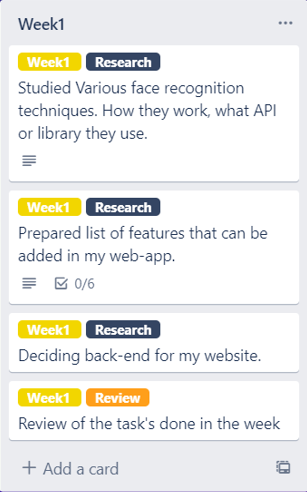 Week1
Week1 Research
Studied Various face recognition
techniques. How they work, what API
or library they use.
Week1 Research
Prepared list of features that can be
added in my web-app.
0/6
Week1 Research
Deciding back-end for my website.
Week1 Review
Review of the task's done in the week
Add a card